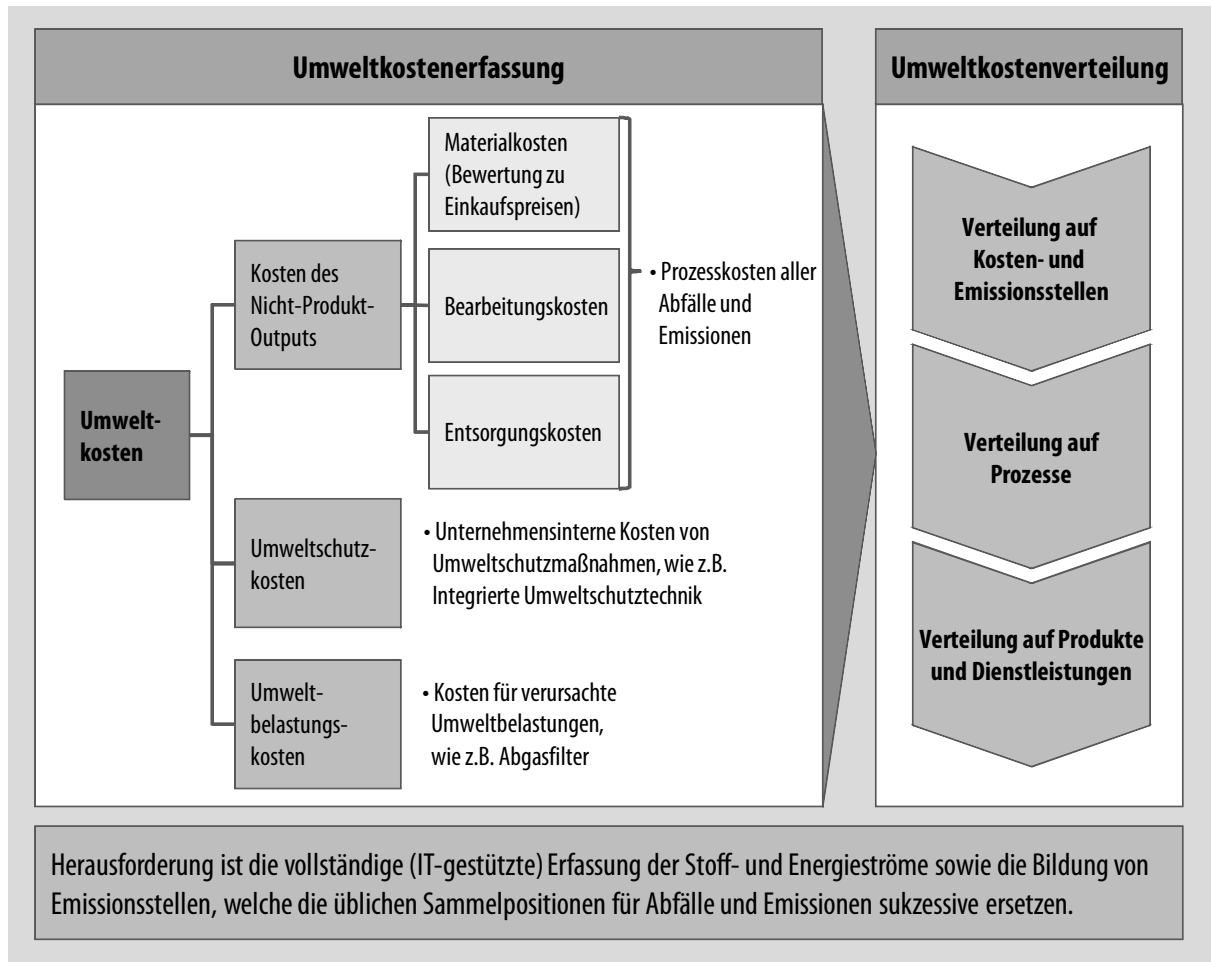 Umweltkostenerfassung
Umweltkosten­verteilung
Umwelt-
kosten
Kosten des
Nicht-Produkt-
Outputs
Materialkosten
(Bewertung zu
Einkaufspreisen)
Bearbeitungskosten
Entsorgungskosten
• Prozesskosten aller
Abfälle und
Emissionen
Umweltschutz-
kosten
• Unternehmensinterne Kosten von
Umweltschutzmaßnahmen, wie z.B.
Integrierte Umweltschutztechnik
Umwelt-
belastungs-
kosten
• Kosten für verursachte
Umweltbelastungen,
wie z.B. Abgasfilter
Verteilung auf
Kosten- und
Emissionsstellen
Verteilung auf
Prozesse
Verteilung auf Produkte
und Dienstleistungen
Herausforderung ist die vollständige (IT-gestützte) Erfassung der Stoff- und Energieströme sowie die Bildung von
Emissionsstellen, welche die üblichen Sammelpositionen für Abfälle und Emissionen sukzessive ersetzen.